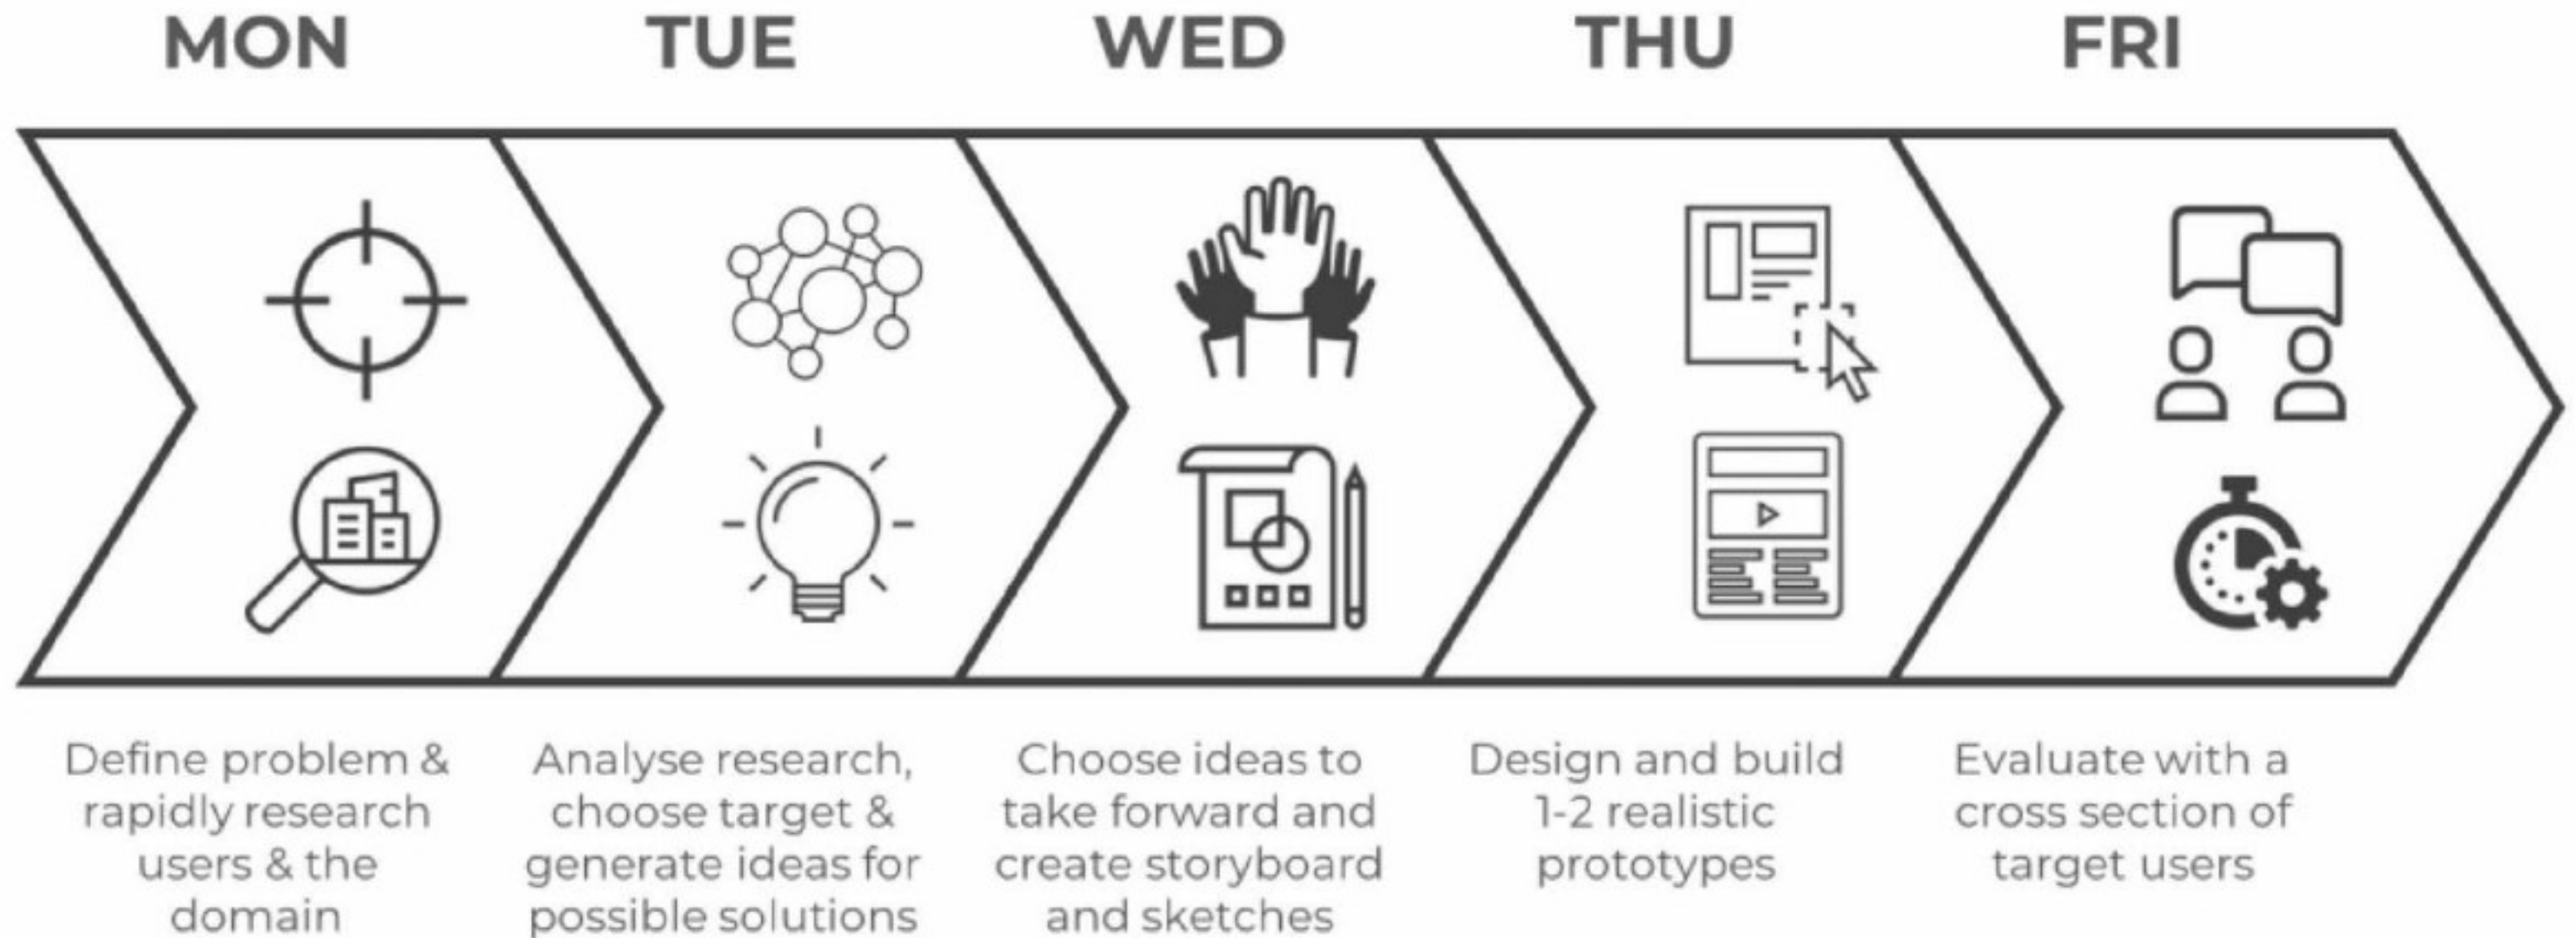 MON
TUE
WED
THU
FRI
Define problem &
rapidly research
users & the
domain
Analyse research,
choose target &
generate ideas for
possible solutions
Choose ideas to
take forward and
create storyboard
and sketches
Design and build
1-2 realistic
prototypes
Evaluate with a
cross section of
target users